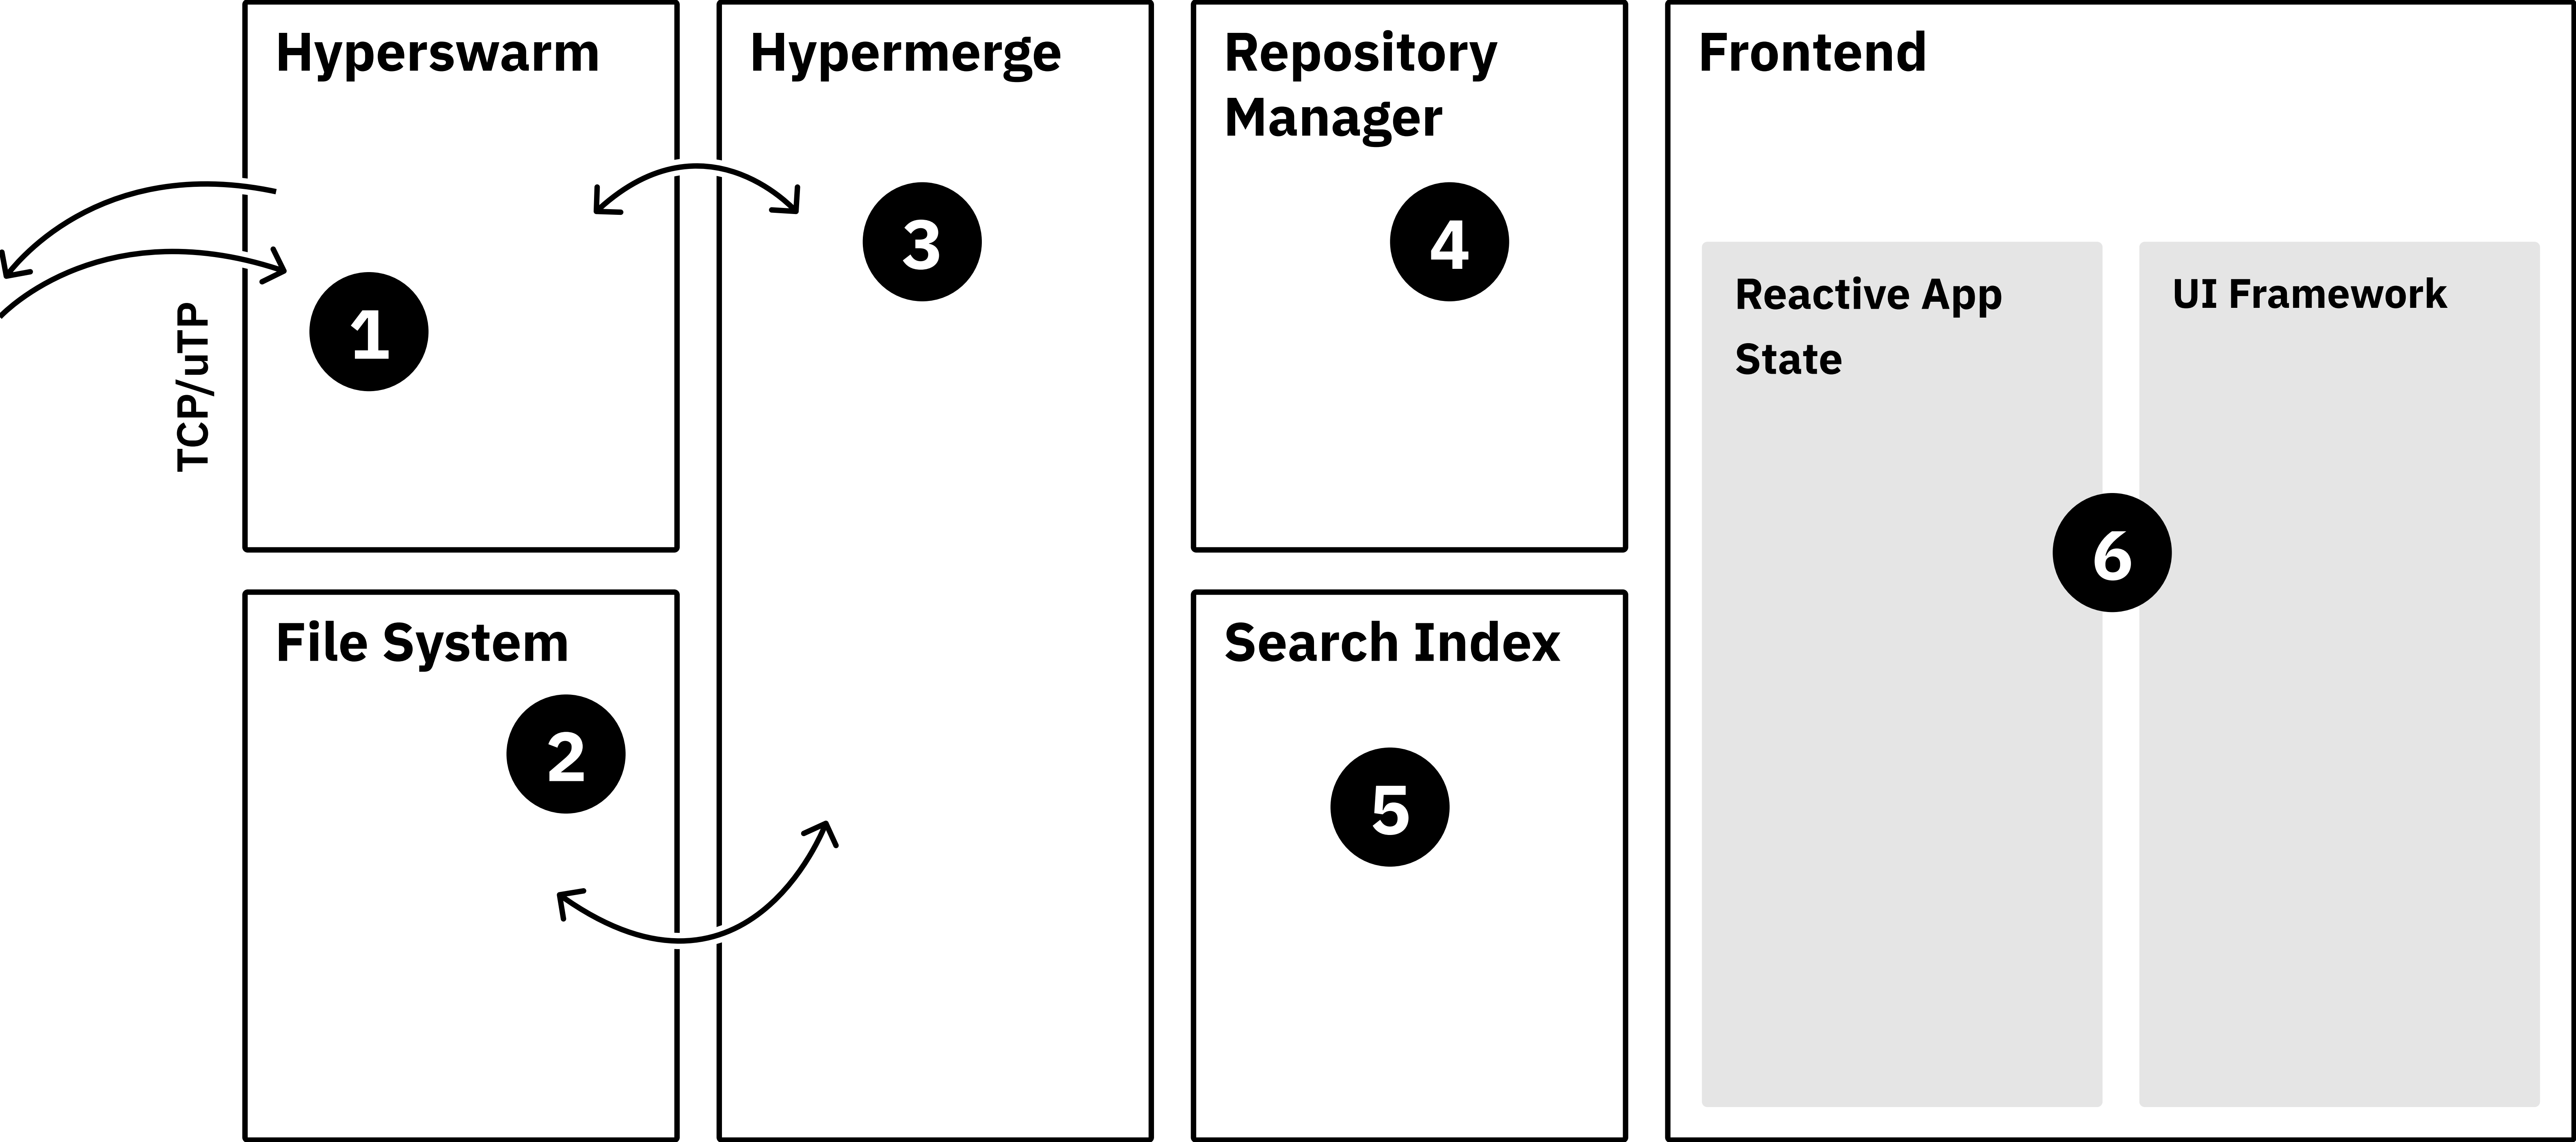 Hyperswarm
TCP/uTP
1
File System
2
Hypermerge
3
Repository
Manager
4
Search Index
5
Frontend
Reactive App
State
UI Framework
6